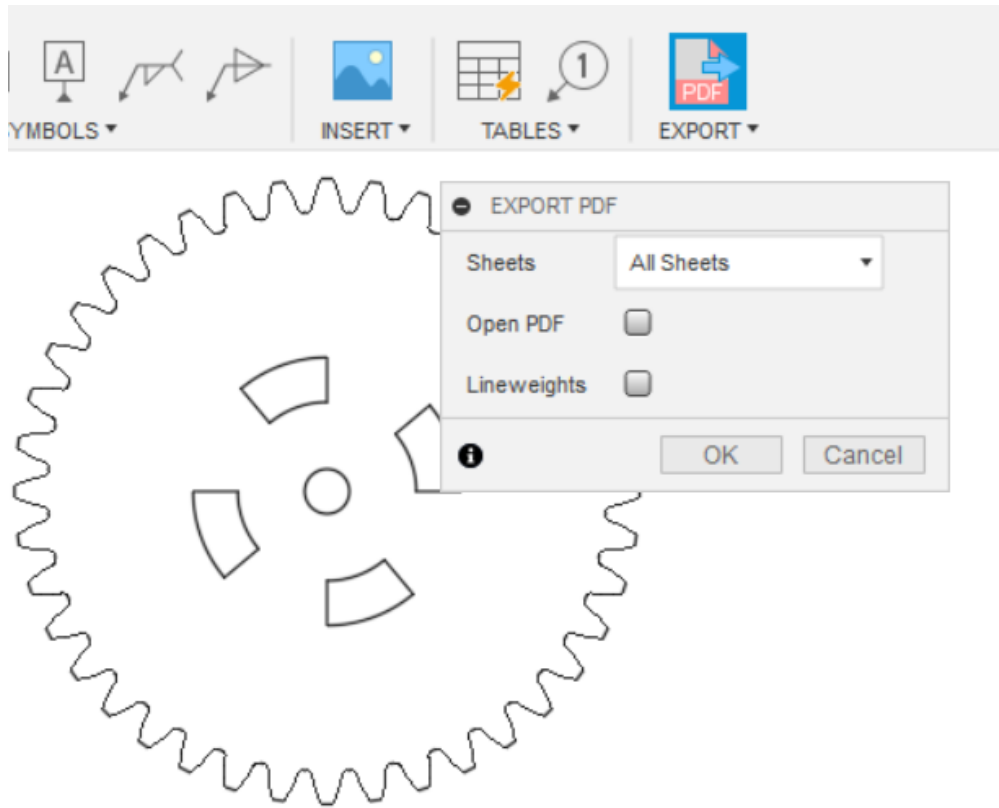 A
1
PDF
YMBOLS
INSERT
TABLES
EXPORT
EXPORT PDF
Sheets
All Sheets
Open PDF
Lineweights
OK
Cancel